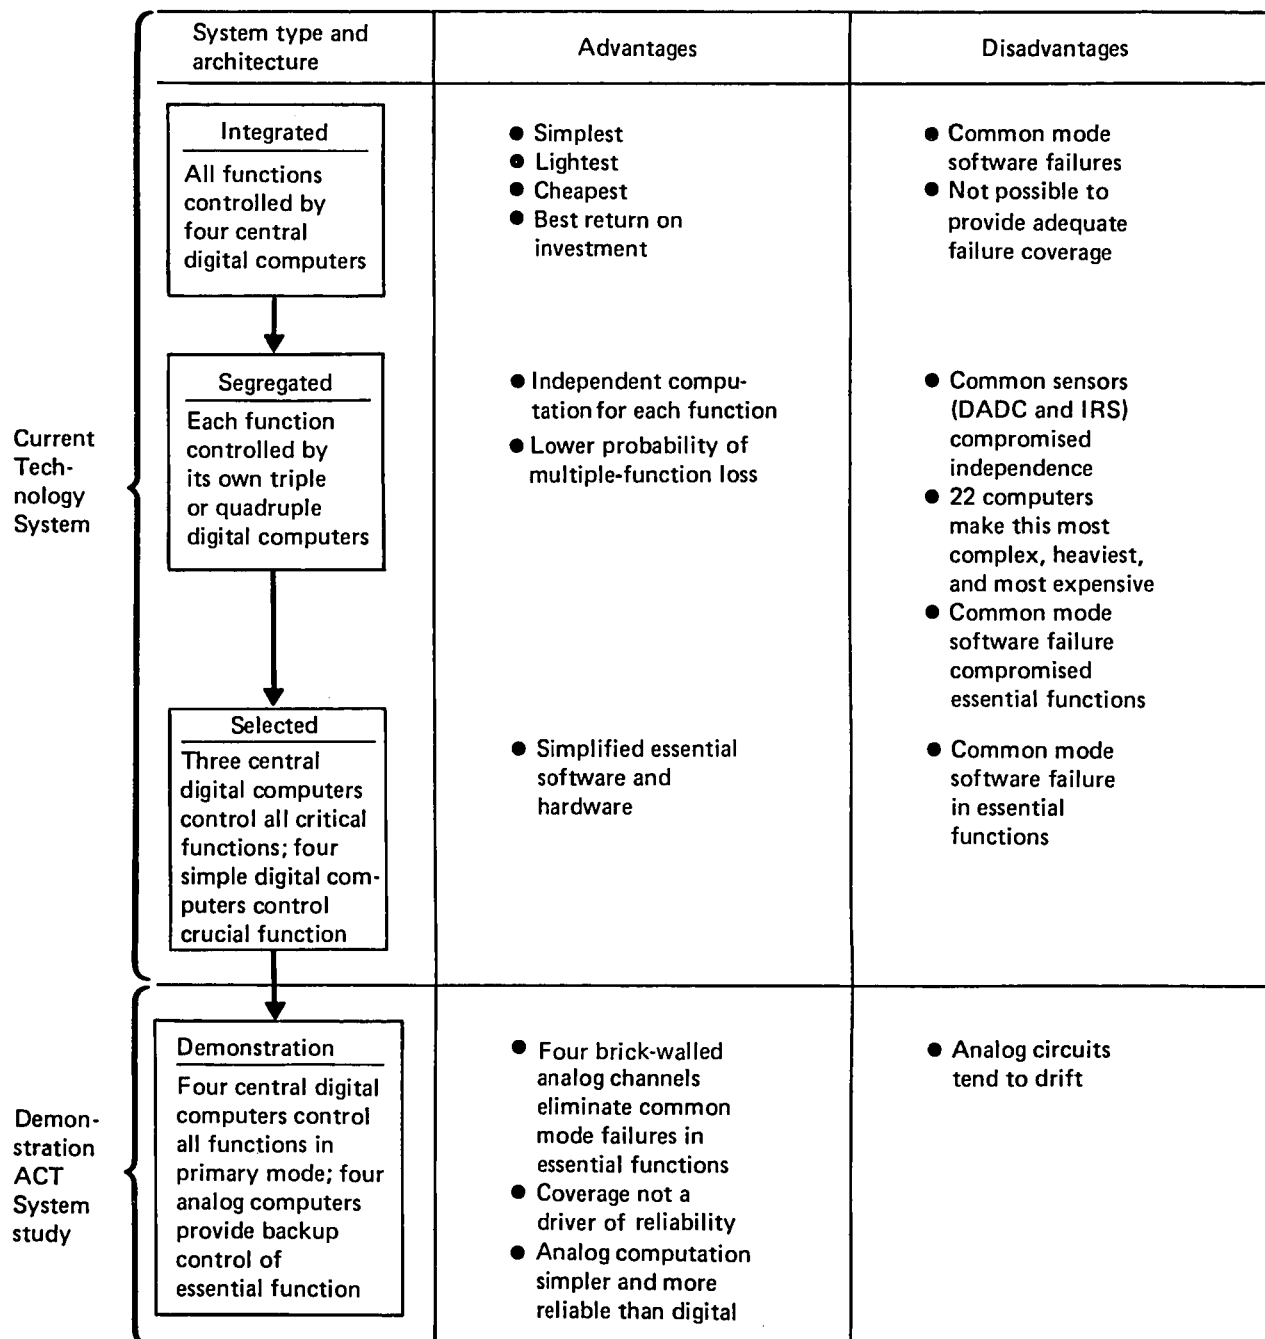 System type and
architecture
Advantages
Disadvantages
Current
Tech-
nology
System
Integrated
All functions
controlled by
four central
digital computers
● Simplest
● Lightest
● Cheapest
● Best return on
investment
● Common mode
software failures
● Not possible to
provide adequate
failure coverage
Segregated
Each function
controlled by
its own triple
or quadruple
digital computers
● Independent compu-
tation for each function
● Lower probability of
multiple-function loss
● Common sensors
(DADC and IRS)
compromised
independence
● 22 computers
make this most
complex, heaviest,
and most expensive
● Common mode
software failure
compromised
essential functions
Selected
Three central
digital computers
control all critical
functions; four
simple digital com-
puters control
crucial function
● Simplified essential
software and
hardware
● Common mode
software failure
in essential
functions
Demon-
stration
ACT
System
study
Demonstration
Four central digital
computers control
all functions in
primary mode; four
analog computers
provide backup
control of
essential function
● Four brick-walled
analog channels
eliminate common
mode failures in
essential functions
● Coverage not a
driver of reliability
● Analog computation
simpler and more
reliable than digital
● Analog circuits
tend to drift